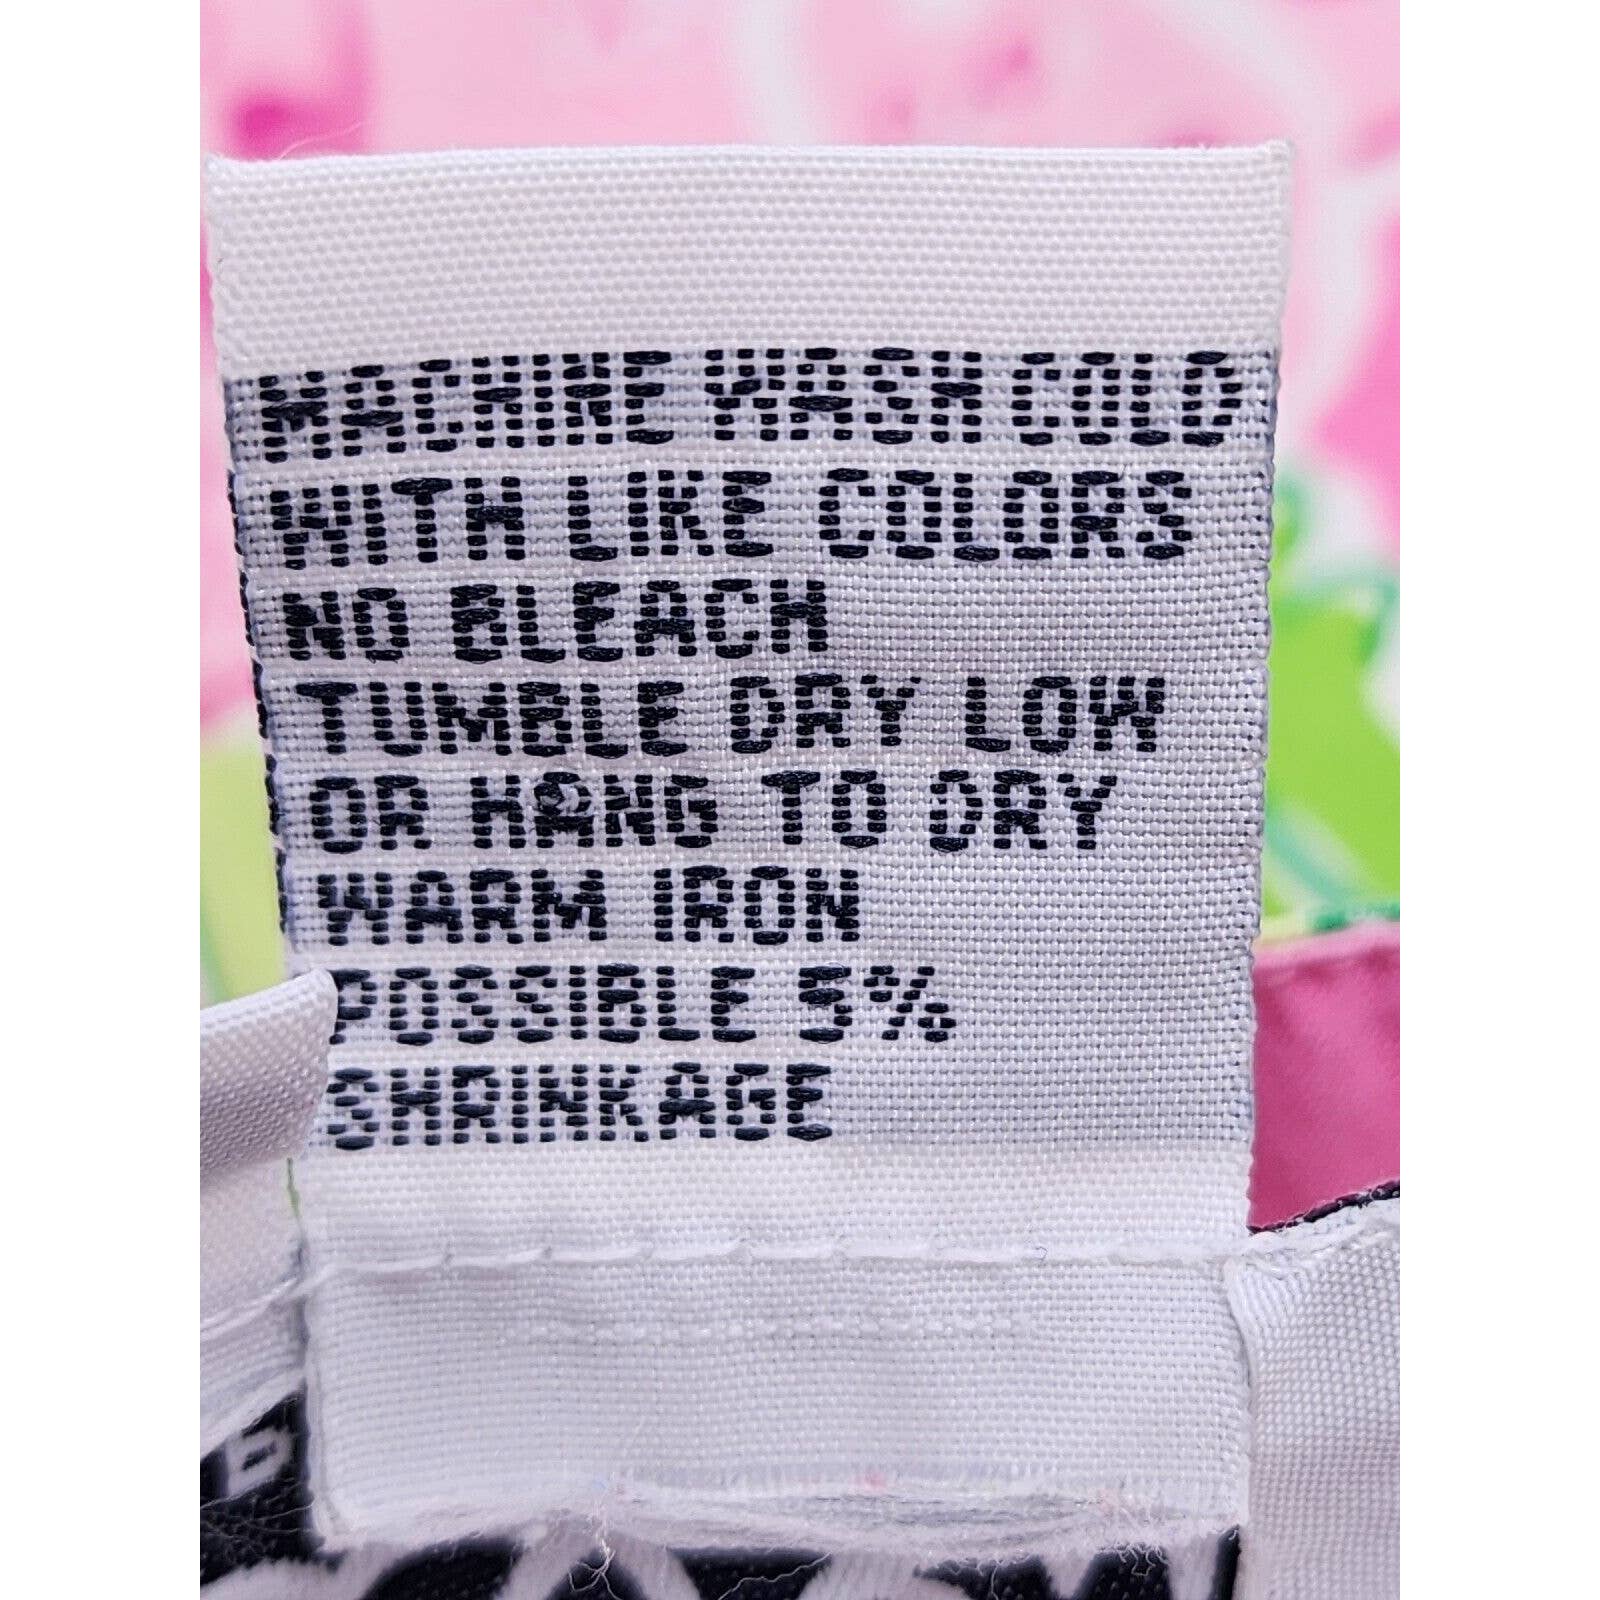 MACHINE WASH COLD
WITH LIKE COLORS
NO BLEACH
TUMBLE DRY LOW
OR HANG TO DRY
WARM IRON
POSSIBLE 5%
SHRINKAGE